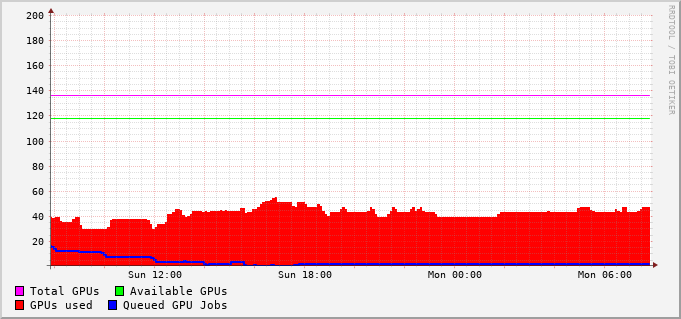 200
180
160
140
120
100
80
60
40
20
Sun 12:00 Sun 18:00 Mon 00:00 Mon 06:00
Total GPUs Available GPUs
GPUs used Queued GPU Jobs
RRDTOOL / TOBI OETIKER